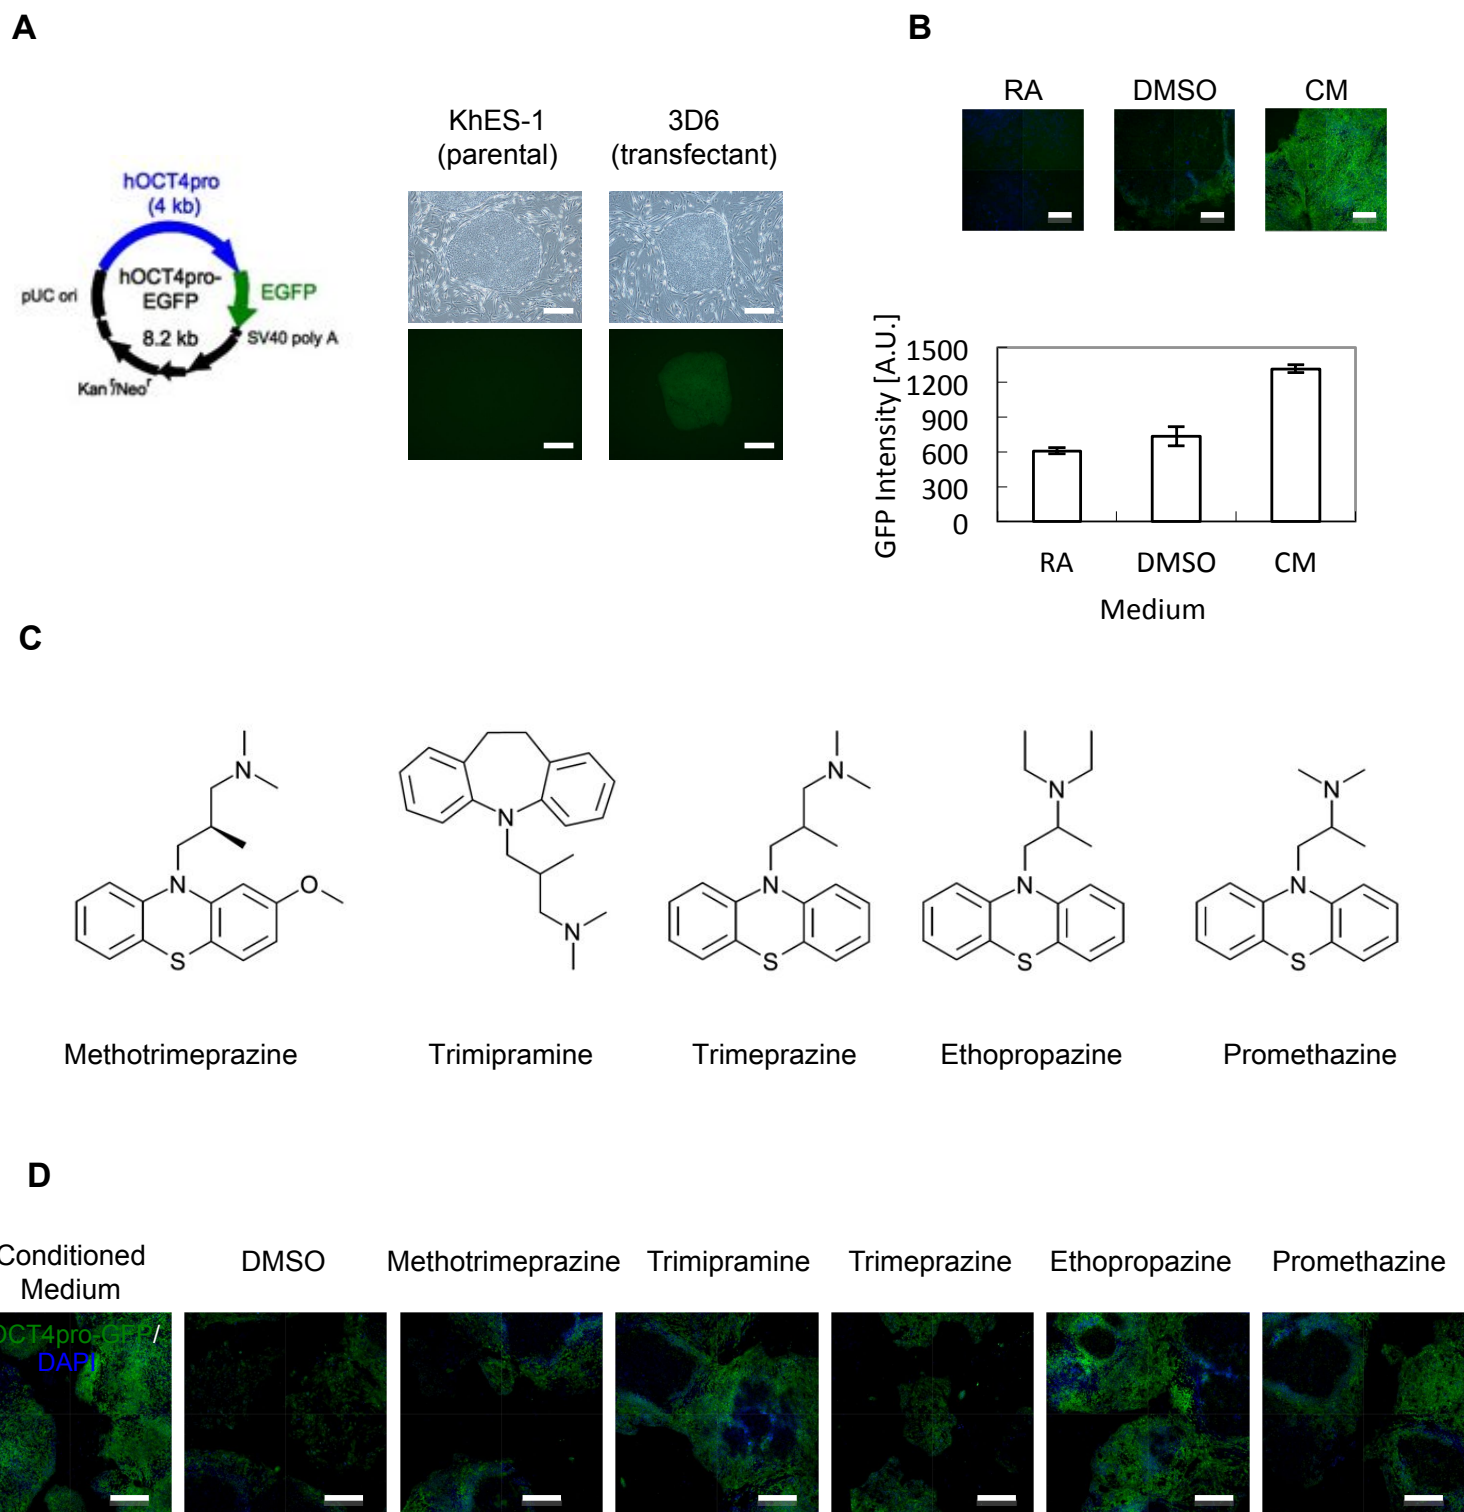 A
B
KhES-1
(parental)
3D6
(transfectant)
hOCT4pro
(4 kb)
hOCT4pro-
EGFP
8.2 kb
pUC ori
EGFP
SV40 poly A
Kan r/Neo r
RA
DMSO
CM
GFP Intensity [A.U.]
1500
1200
900
600
300
0
RA
DMSO
CM
Medium
C
N
N
O
S
N
N
N
N
S
N
N
S
N
N
S
Methotrimeprazine
Trimipramine
Trimeprazine
Ethopropazine
Promethazine
D
Conditioned
Medium
DMSO
Methotrimeprazine
Trimipramine
Trimeprazine
Ethopropazine
Promethazine
OCT4pro-GFP/
DAPI